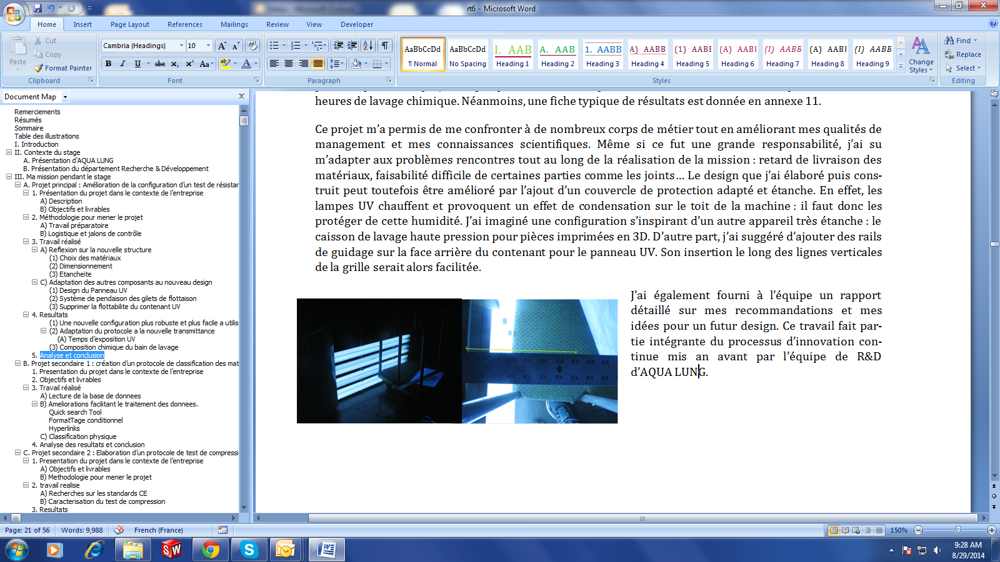 rt6 - Microsoft Word
Home Insert Page Layout References Mailings Review View Developer
Paste
Cut
Copy
Format Painter
Clipboard
Cambria (Headings) 10
B I U abc x₂ x² Aa
Font
Paragraph
AaBbCcDd AaBbCcDd I. AAB A. AAB 1. AABB A) AABB (1) AABB (A) AABB (I) AABB (A) AABB (I) AABB
¶ Normal No Spacing Heading 1 Heading 2 Heading 3 Heading 4 Heading 5 Heading 6 Heading 7 Heading 8 Heading 9
Change Styles
Styles
Find
Replace
Select
Editing
Document Map
Remerciements
Résumés
Sommaire
Table des illustrations
I. Introduction
II. Contexte du stage
A. Présentation d'AQUA LUNG
B. Présentation du département Recherche & Développement
III. Ma mission pendant le stage
A. Projet principal : Amélioration de la configuration d'un test de résistar
1. Présentation du projet dans le contexte de l'entreprise
A) Description
B) Objectifs et livrables
2. Méthodologie pour mener le projet
A) Travail préparatoire
B) Logistique et jalons de contrôle
3. Travail réalisé
A) Reflexion sur la nouvelle structure
(1) Choix des matériaux
(2) Dimensionnement
(3) Etancheite
C) Adaptation des autres composants au nouveau design
(1) Design du Panneau UV
(2) Système de pendaison des gilets de flottaison
(3) Supprimer la flottabilité du contenant UV
4. Resultats
(1) Une nouvelle configuration plus robuste et plus facile a utilis
(2) Adaptation du protocole a la nouvelle transmittance
(A) Temps d'exposition UV
(3) Composition chimique du bain de lavage
5. Analyse et conclusion
B. Projet secondaire 1 : création d'un protocole de classification des mat
1. Presentation du projet dans le contexte de l'entreprise
2. Objectifs et livrables
3. Travail réalisé
A) Lecture de la base de donnees
B) Ameliorations facilitant le traitement des donnees.
Quick search Tool
FormatTage conditionnel
Hyperlinks
C) Classification physique
4. Analyse des resultats et conclusion
C. Projet secondaire 2 : Elaboration d'un protocole de test de compressi
1. Presentation du projet dans le contexte de l'entreprise
A) Objectifs et livrables
B) Methodologie pour mener le projet
2. travail realise
A) Recherches sur les standards CE
B) Caracterisation du test de compression
3. Resultats
heures de lavage chimique. Néanmoins, une fiche typique de résultats est donnée en annexe 11.
Ce projet m'a permis de me confronter à de nombreux corps de métier tout en améliorant mes qualités de
management et mes connaissances scientifiques. Même si ce fut une grande responsabilité, j'ai su
m'adapter aux problèmes rencontres tout au long de la réalisation de la mission : retard de livraison des
matériaux, faisabilité difficile de certaines parties comme les joints... Le design que j'ai élaboré puis cons-
truit peut toutefois être amélioré par l'ajout d'un couvercle de protection adapté et étanche. En effet, les
lampes UV chauffent et provoquent un effet de condensation sur le toit de la machine : il faut donc les
protéger de cette humidité. J'ai imaginé une configuration s'inspirant d'un autre appareil très étanche : le
caisson de lavage haute pression pour pièces imprimées en 3D. D'autre part, j'ai suggéré d'ajouter des rails
de guidage sur la face arrière du contenant pour le panneau UV. Son insertion le long des lignes verticales
de la grille serait alors facilitée.
J'ai également fourni à l'équipe un rapport
détaillé sur mes recommandations et mes
idées pour un futur design. Ce travail fait par-
tie intégrante du processus d'innovation con-
tinue mis an avant par l'équipe de R&D
d'AQUA LUNG.
Page: 21 of 56 Words: 9,988 French (France) 150%
9:28 AM
8/29/2014